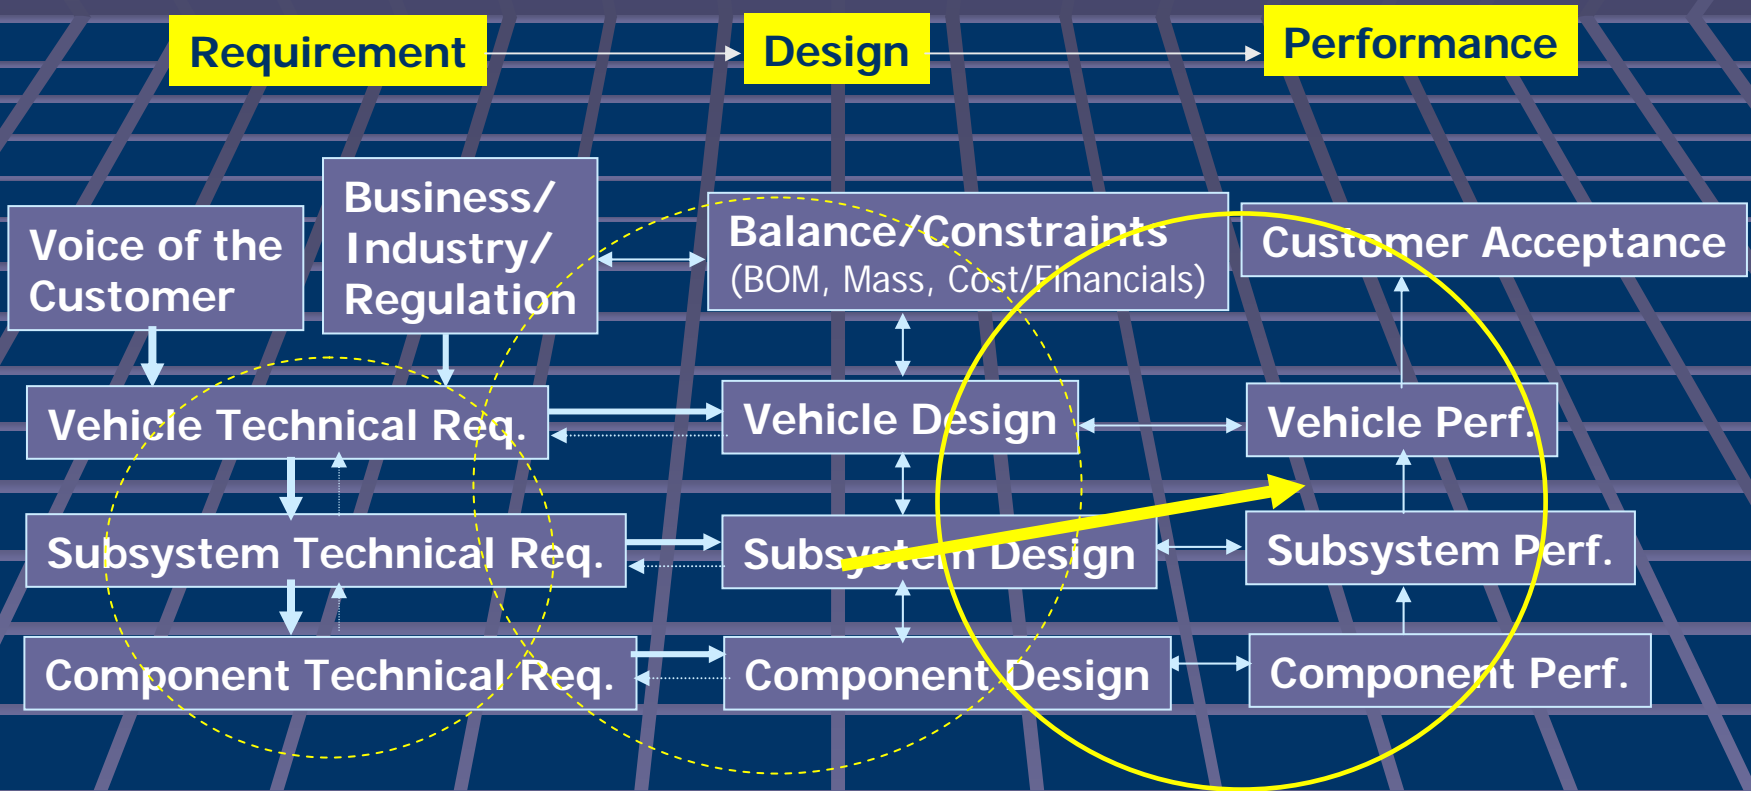 Requirement
Design
Performance
Voice of the
Customer
Business/
Industry/
Regulation
Balance/Constraints
(BOM, Mass, Cost/Financials)
Customer Acceptance
Vehicle Technical Req.
Vehicle Design
Vehicle Perf.
Subsystem Technical Req.
Subsystem Design
Subsystem Perf.
Component Technical Req.
Component Design
Component Perf.